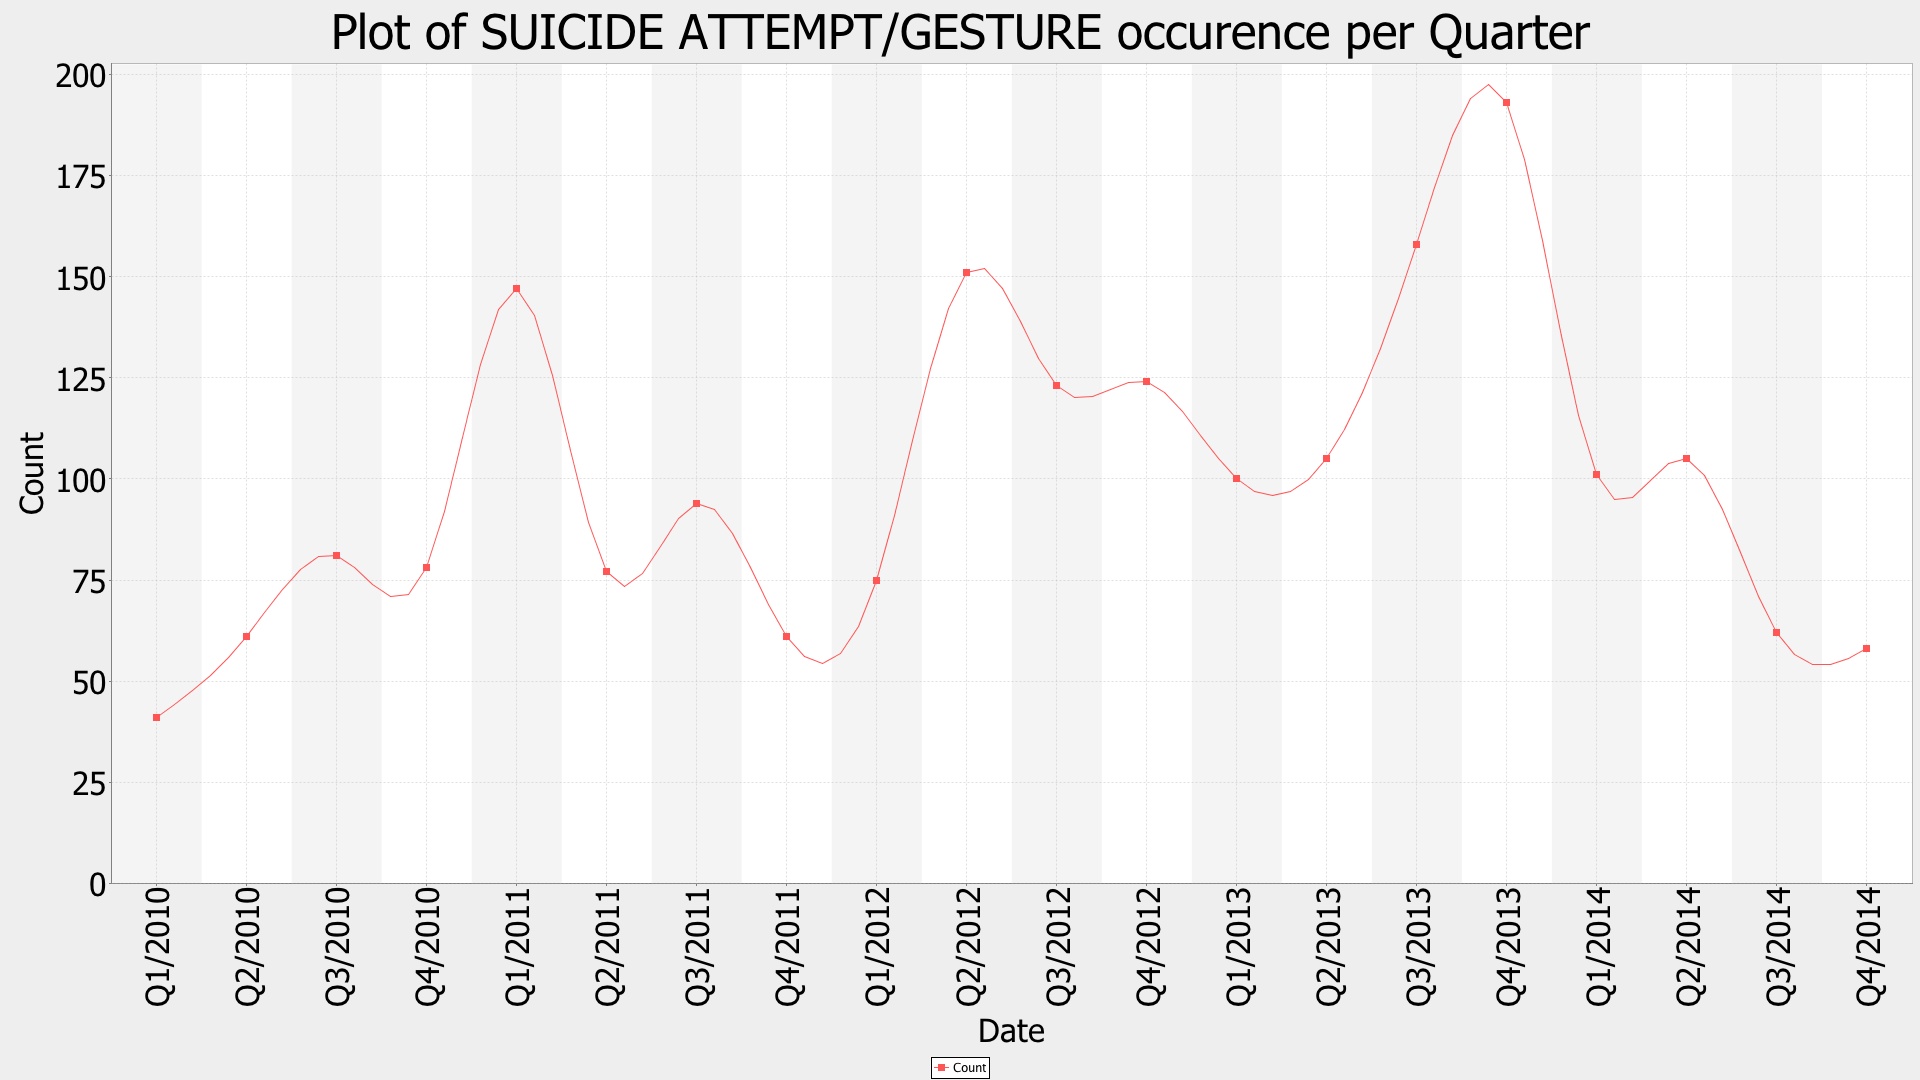 Plot of SUICIDE ATTEMPT/GESTURE occurence per Quarter
200
175
150
125
100
75
50
25
0
Count
Q1/2010
Q2/2010
Q3/2010
Q4/2010
Q1/2011
Q2/2011
Q3/2011
Q4/2011
Q1/2012
Q2/2012
Q3/2012
Q4/2012
Q1/2013
Q2/2013
Q3/2013
Q4/2013
Q1/2014
Q2/2014
Q3/2014
Q4/2014
Date
Count